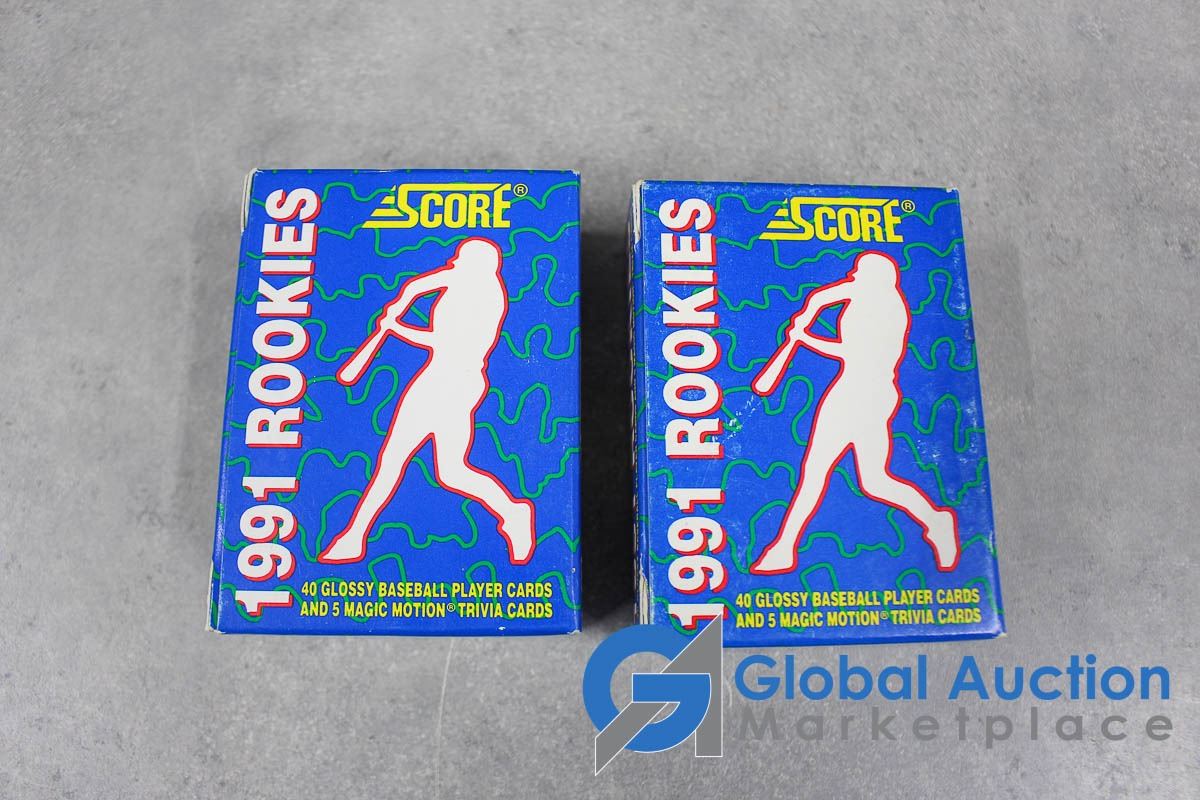 SCORE®
1991 ROOKIES
40 GLOSSY BASEBALL PLAYER CARDS
AND 5 MAGIC MOTION® TRIVIA CARDS
SCORE®
1991 ROOKIES
40 GLOSSY BASEBALL PLAYER CARDS
AND 5 MAGIC MOTION® TRIVIA CARDS
GA
Global Auction
Marketplace